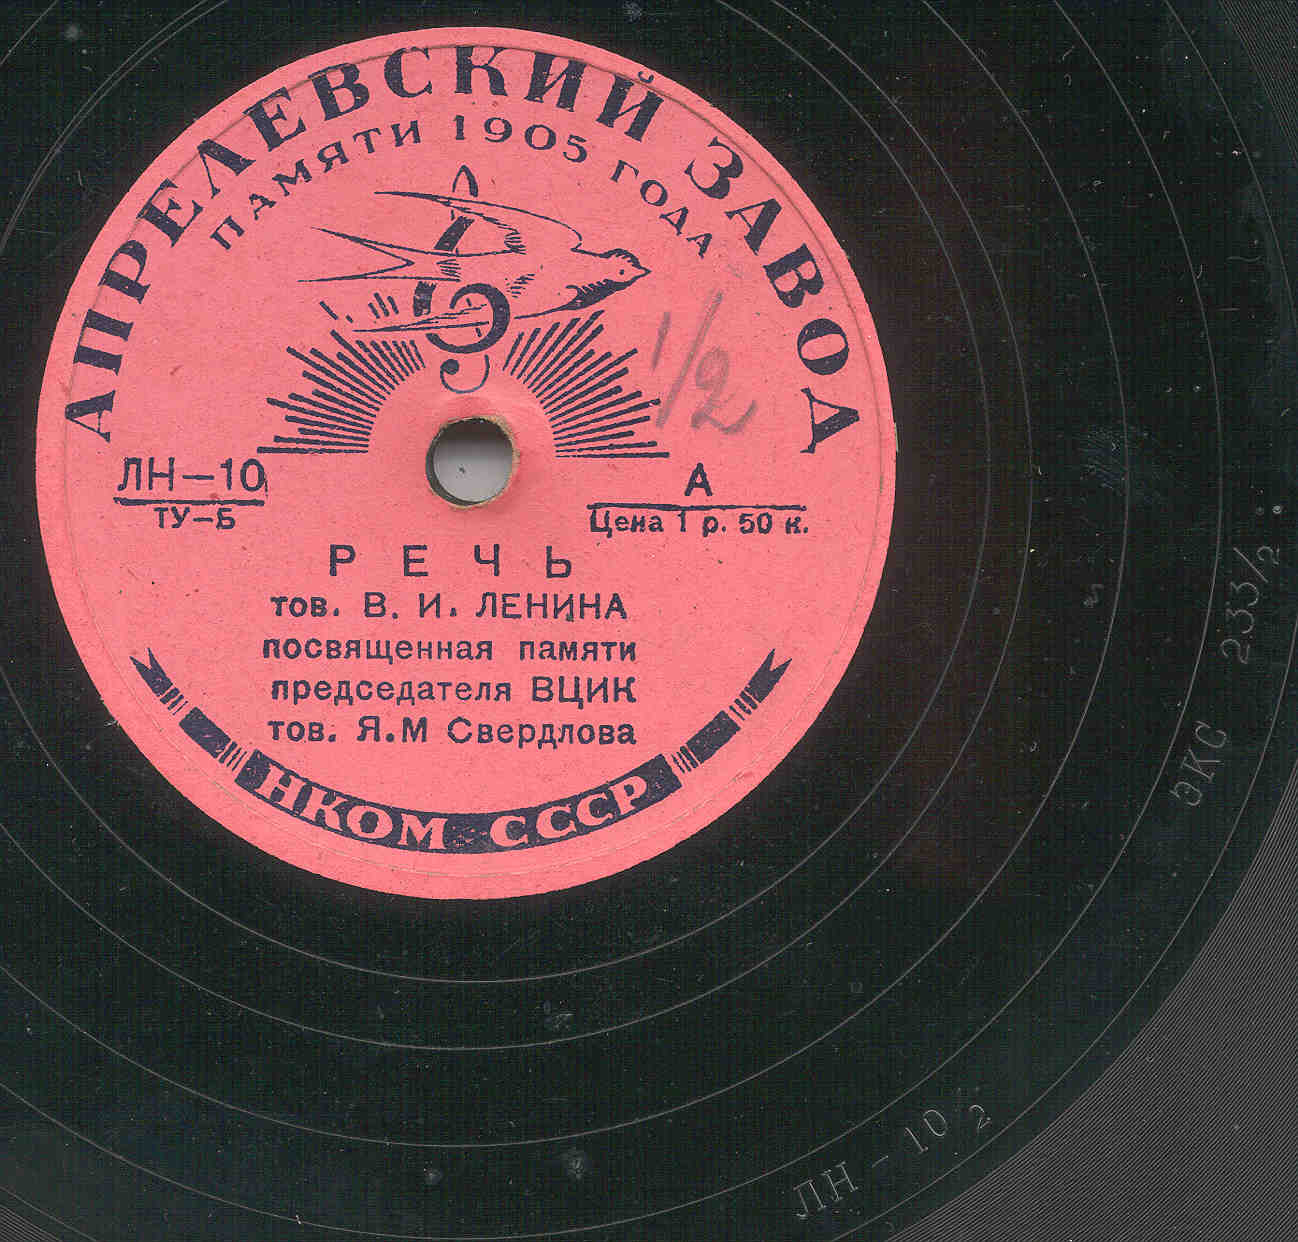 АПРЕЛЕВСКИЙ ЗАВОД
ПАМЯТИ 1905 ГОДА
1/2
ЛН–10
ТУ–Б
А
Цена 1 р. 50 к.
РЕЧЬ
тов. В. И. ЛЕНИНА
посвященная памяти
председателя ВЦИК
тов. Я.М Свердлова
НКОМ СССР
ЭКС 233/2
ЛН – 10 2